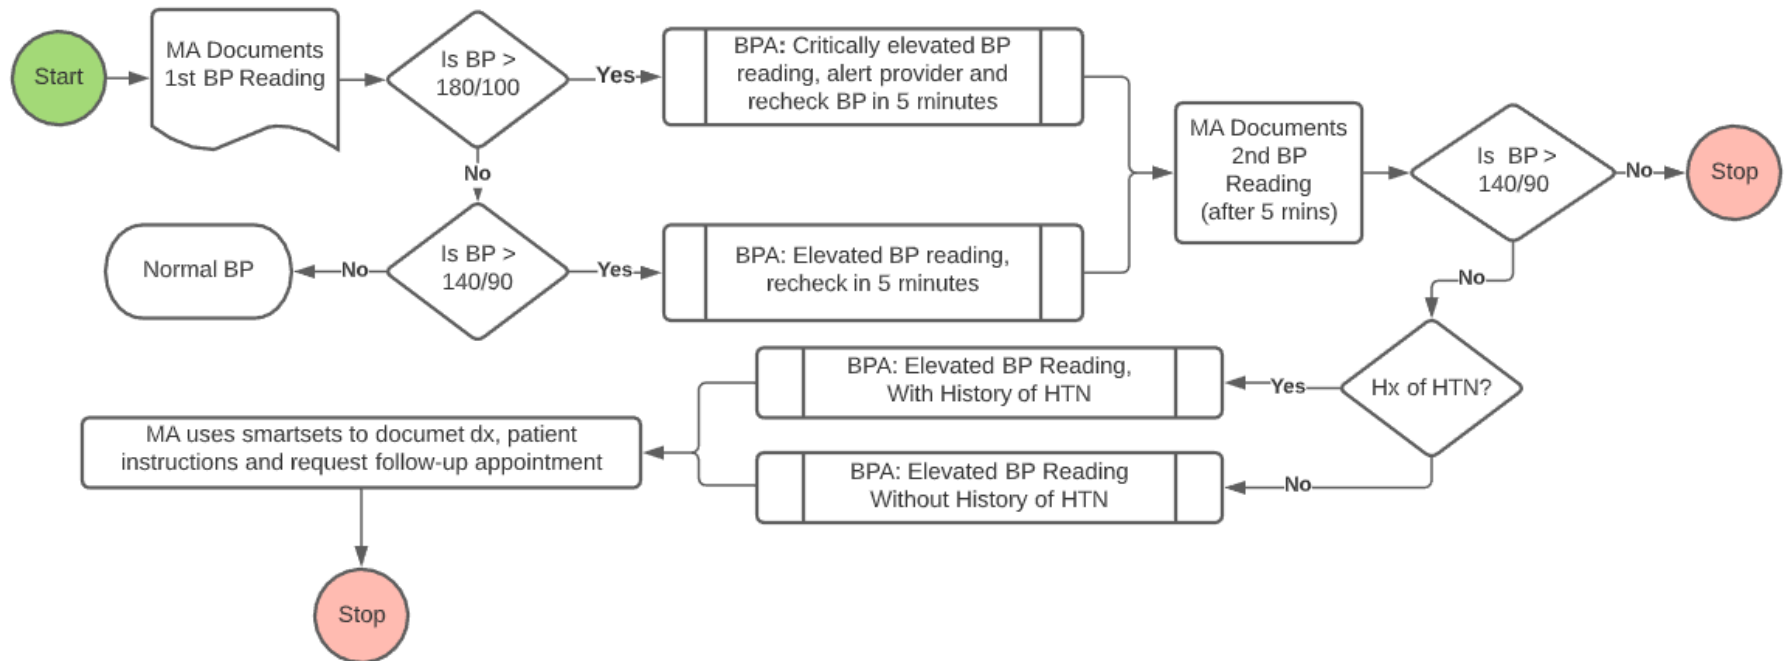 Start
MA Documents
1st BP Reading
Is BP >
180/100
Yes
BPA: Critically elevated BP
reading, alert provider and
recheck BP in 5 minutes
No
Is BP >
140/90
No
Normal BP
Yes
BPA: Elevated BP reading,
recheck in 5 minutes
MA Documents
2nd BP
Reading
(after 5 mins)
Is BP >
140/90
No
Stop
No
Hx of HTN?
Yes
BPA: Elevated BP Reading,
With History of HTN
No
BPA: Elevated BP Reading
Without History of HTN
MA uses smartsets to documet dx, patient
instructions and request follow-up appointment
Stop